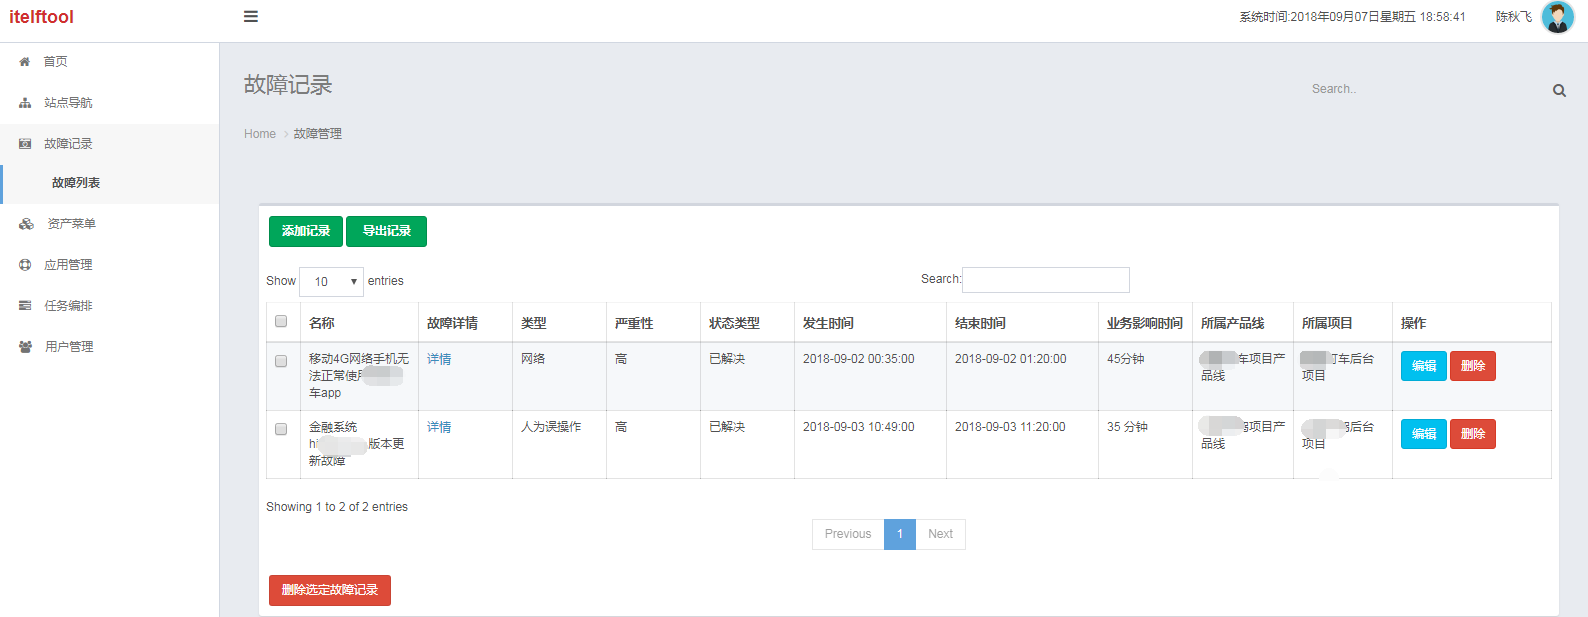 itelftool
系统时间:2018年09月07日星期五 18:58:41
陈秋飞
首页
站点导航
故障记录
故障列表
资产菜单
应用管理
任务编排
用户管理
故障记录
Search..
Home > 故障管理
添加记录 导出记录
Show 10 entries
Search:
名称 故障详情 类型 严重性 状态类型 发生时间 结束时间 业务影响时间 所属产品线 所属项目 操作
移动4G网络手机无 详情 网络 高 已解决 2018-09-02 00:35:00 2018-09-02 01:20:00 45分钟 车项目产 车后台 编辑 删除
法正常使用 品线 项目
车app
金融系统 详情 人为误操作 高 已解决 2018-09-03 10:49:00 2018-09-03 11:20:00 35 分钟 项目产 后台 编辑 删除
版本更 品线 项目
新故障
Showing 1 to 2 of 2 entries
Previous 1 Next
删除选定故障记录